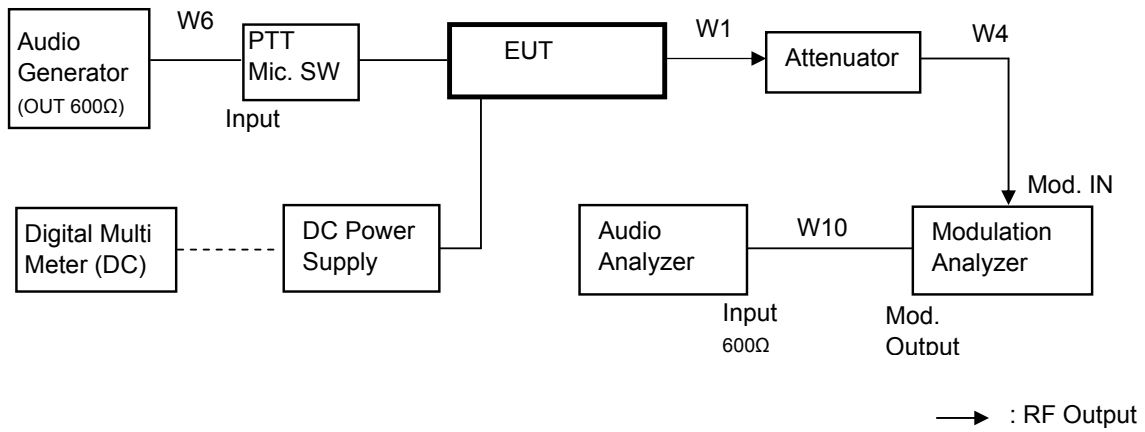 W6
W1
W4
Audio
Generator
(OUT 600Ω)
PTT
Mic. SW
EUT
Attenuator
Input
Mod. IN
Digital Multi
Meter (DC)
DC Power
Supply
Audio
Analyzer
W10
Modulation
Analyzer
Input
600Ω
Mod.
Output
: RF Output